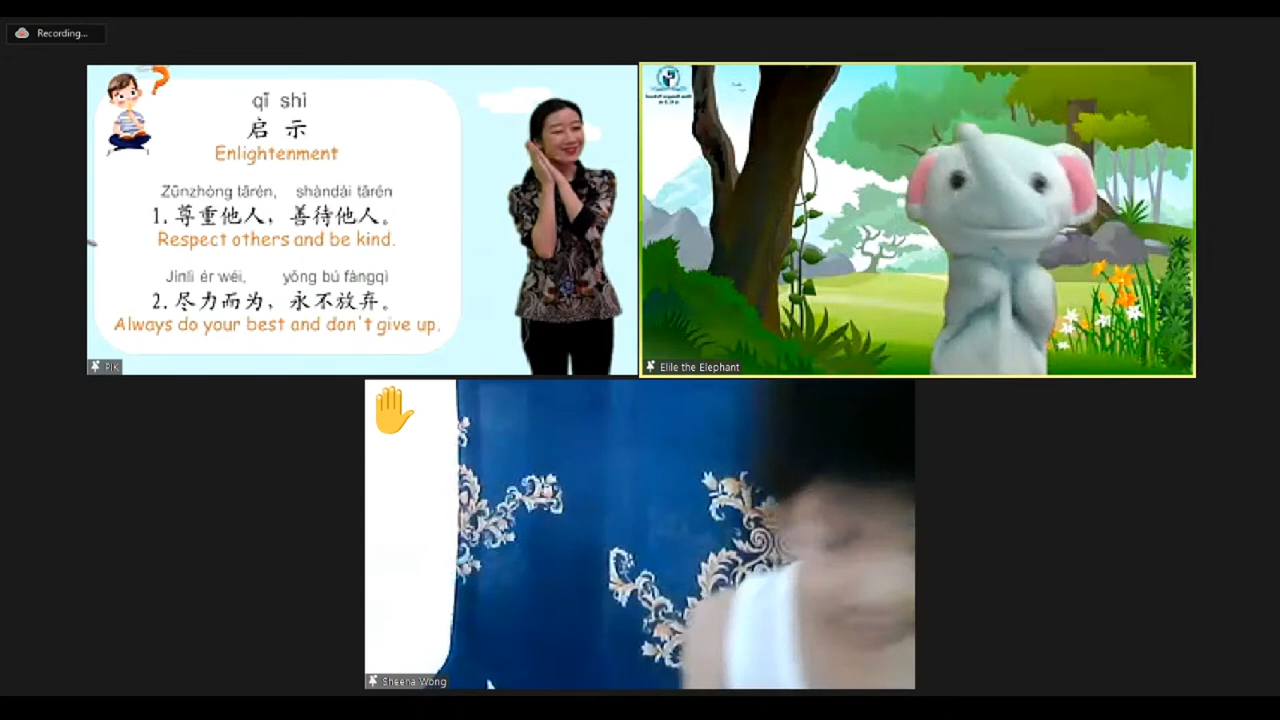 Recording...
qǐ shì
启 示
Enlightenment
Zūnzhòng tārén, shàndài tārén
1. 尊重他人，善待他人。
Respect others and be kind.
Jìnlì ér wéi, yǒng bú fàngqì
2. 尽力而为，永不放弃。
Always do your best and don't give up.
PIK
Elile the Elephant
Sheena Wong